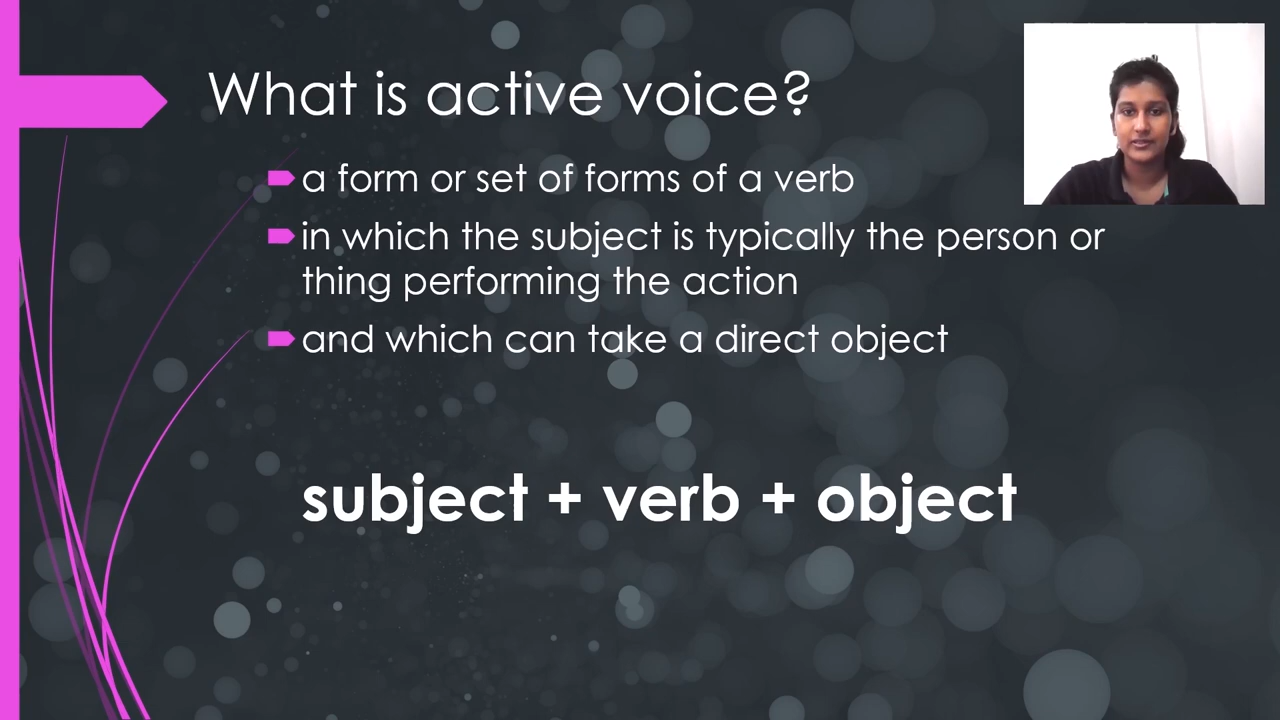 What is active voice?
a form or set of forms of a verb
in which the subject is typically the person or
thing performing the action
and which can take a direct object
subject + verb + object